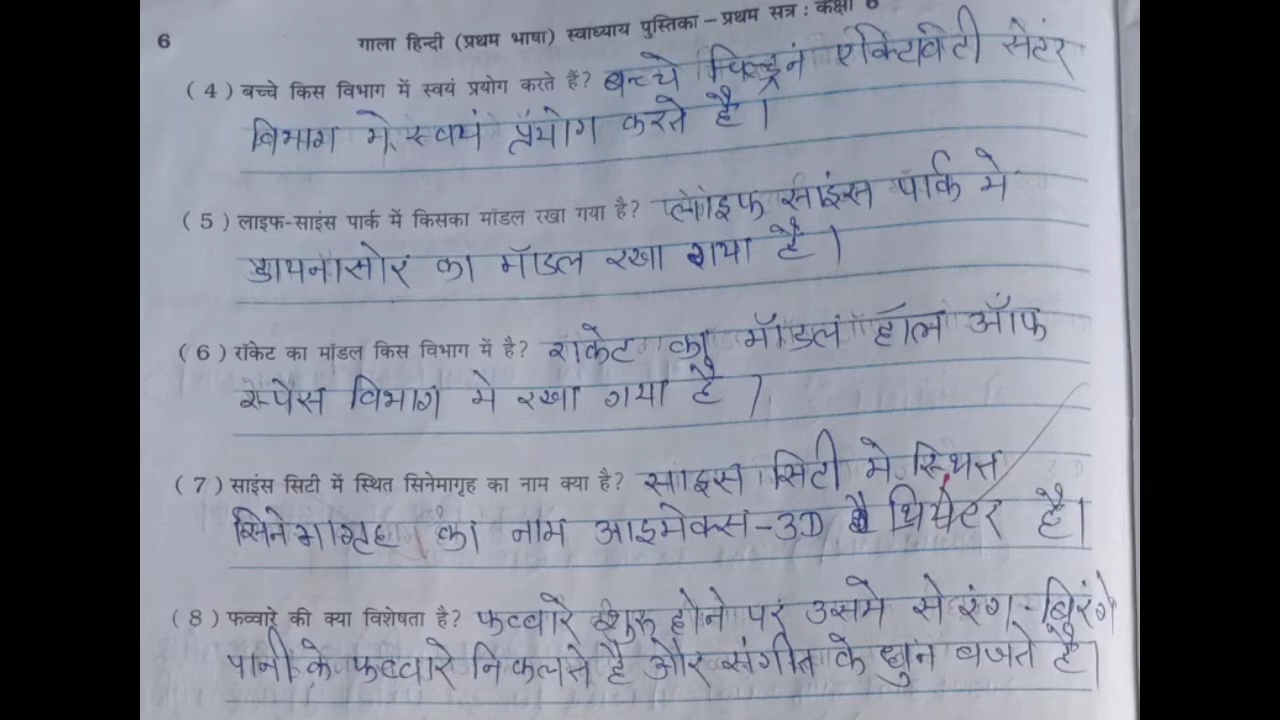 6 गाला हिन्दी (प्रथम भाषा) स्वाध्याय पुस्तिका – प्रथम सत्र : कक्षा 6
( 4 ) बच्चे किस विभाग में स्वयं प्रयोग करते हैं? बच्चे चिल्ड्रनं एक्टिविटी सेटंर
विभाग मे स्वयं प्रयोग करते है ।
( 5 ) लाइफ-साइंस पार्क में किसका मॉडल रखा गया है? लाइफ साइंस पार्क मे
डायनासोर का मॉडल रखा गया है ।
( 6 ) रॉकेट का मॉडल किस विभाग में है? राकेट का मॉडल हॉल ऑफ
स्पेस विभाग मे रखा गया है ।
( 7 ) साइंस सिटी में स्थित सिनेमागृह का नाम क्या है? साइंस सिटी मे स्थित
सिनेमागृह का नाम आइमेक्स-3D थियेटर है।
( 8 ) फव्वारे की क्या विशेषता है? फव्वारे शुरू होने पर उसमे से रंग-बिरंगे
पानी के फव्वारे निकलते है और संगीत के धुन बजते है।